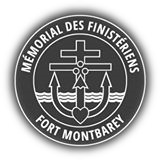 MÉMORIAL DES FINISTÉRIENS
FORT MONTBAREY